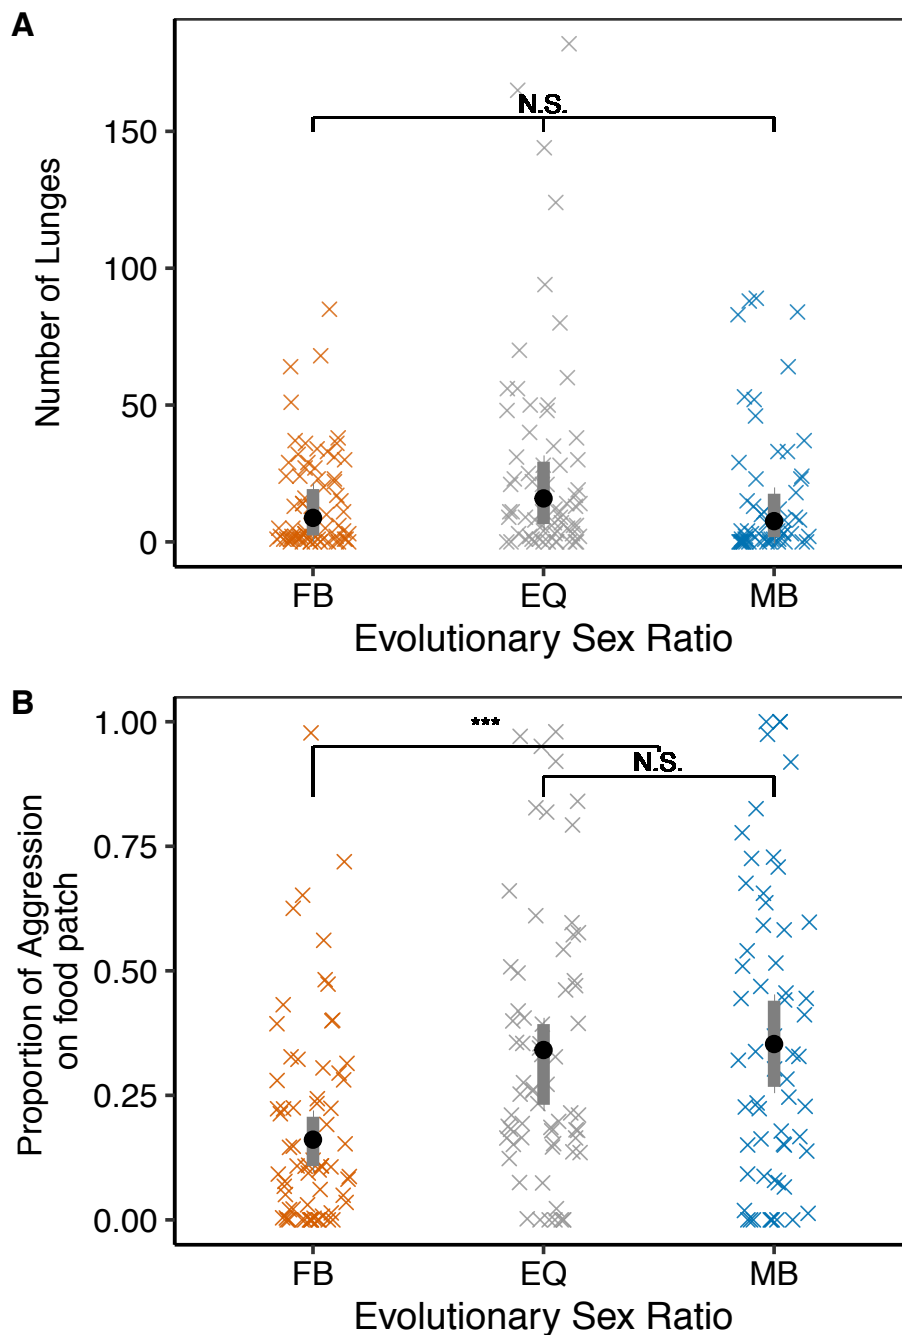 A
N.S.
150
100
50
0
Number of Lunges
FB EQ MB
Evolutionary Sex Ratio
B
***
N.S.
1.00
0.75
0.50
0.25
0.00
Proportion of Aggression
on food patch
FB EQ MB
Evolutionary Sex Ratio